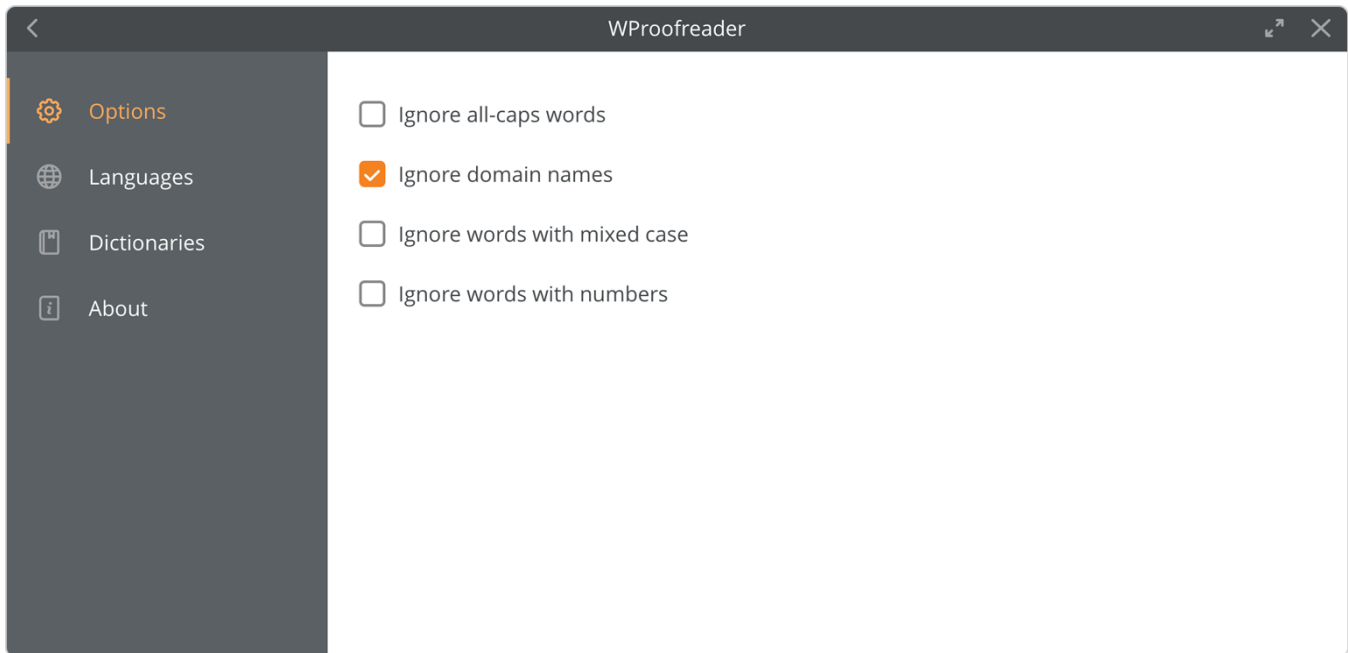 WProofreader
Options
Languages
Dictionaries
About
Ignore all-caps words
Ignore domain names
Ignore words with mixed case
Ignore words with numbers